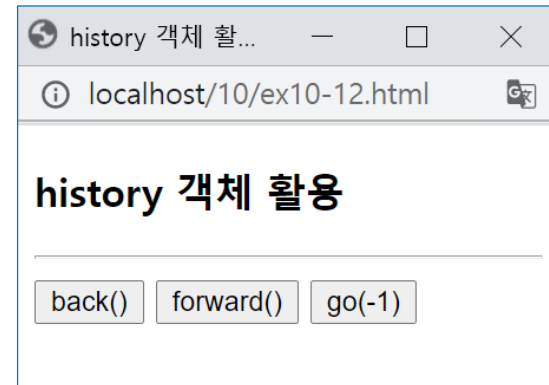 history 객체 활...
localhost/10/ex10-12.html
history 객체 활용
back() forward() go(-1)